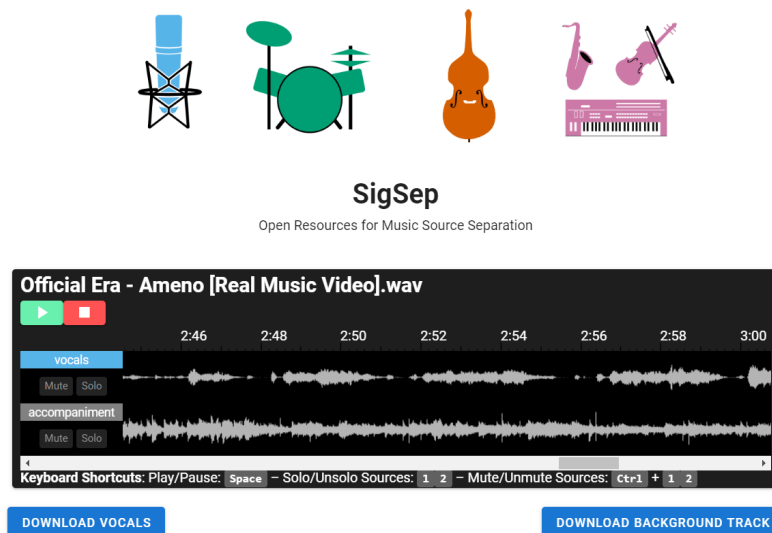 SigSep
Open Resources for Music Source Separation
Official Era - Ameno [Real Music Video].wav
2:46 2:48 2:50 2:52 2:54 2:56 2:58 3:00
vocals
Mute Solo
accompaniment
Mute Solo
Keyboard Shortcuts: Play/Pause: Space – Solo/Unsolo Sources: 1 2 – Mute/Unmute Sources: Ctrl + 1 2
DOWNLOAD VOCALS DOWNLOAD BACKGROUND TRACK